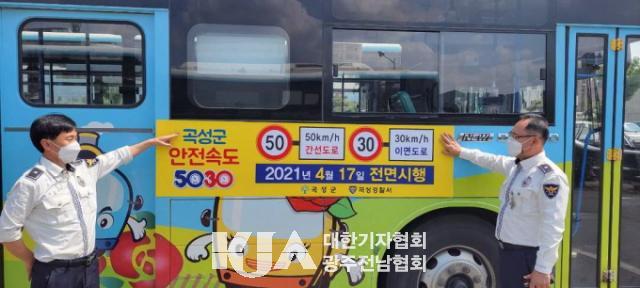 곡성군
안전속도
5030
50
50km/h
간선도로
30
30km/h
이면도로
2021년 4월 17일 전면시행
곡성군
곡성경찰서
NEW
KJA 대한기자협회
광주전남협회